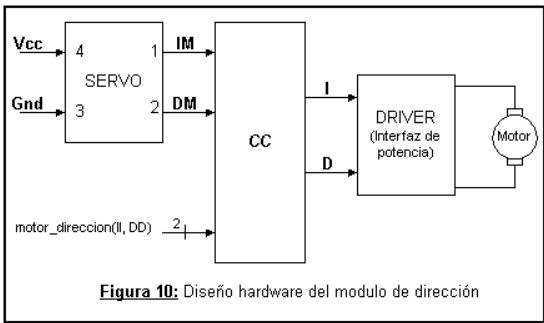 Vcc
4
1
IM
SERVO
Gnd
3
2
DM
CC
I
D
DRIVER
(Interfaz de
potencia)
Motor
motor_direccion(II, DD)
2
Figura 10: Diseño hardware del modulo de dirección